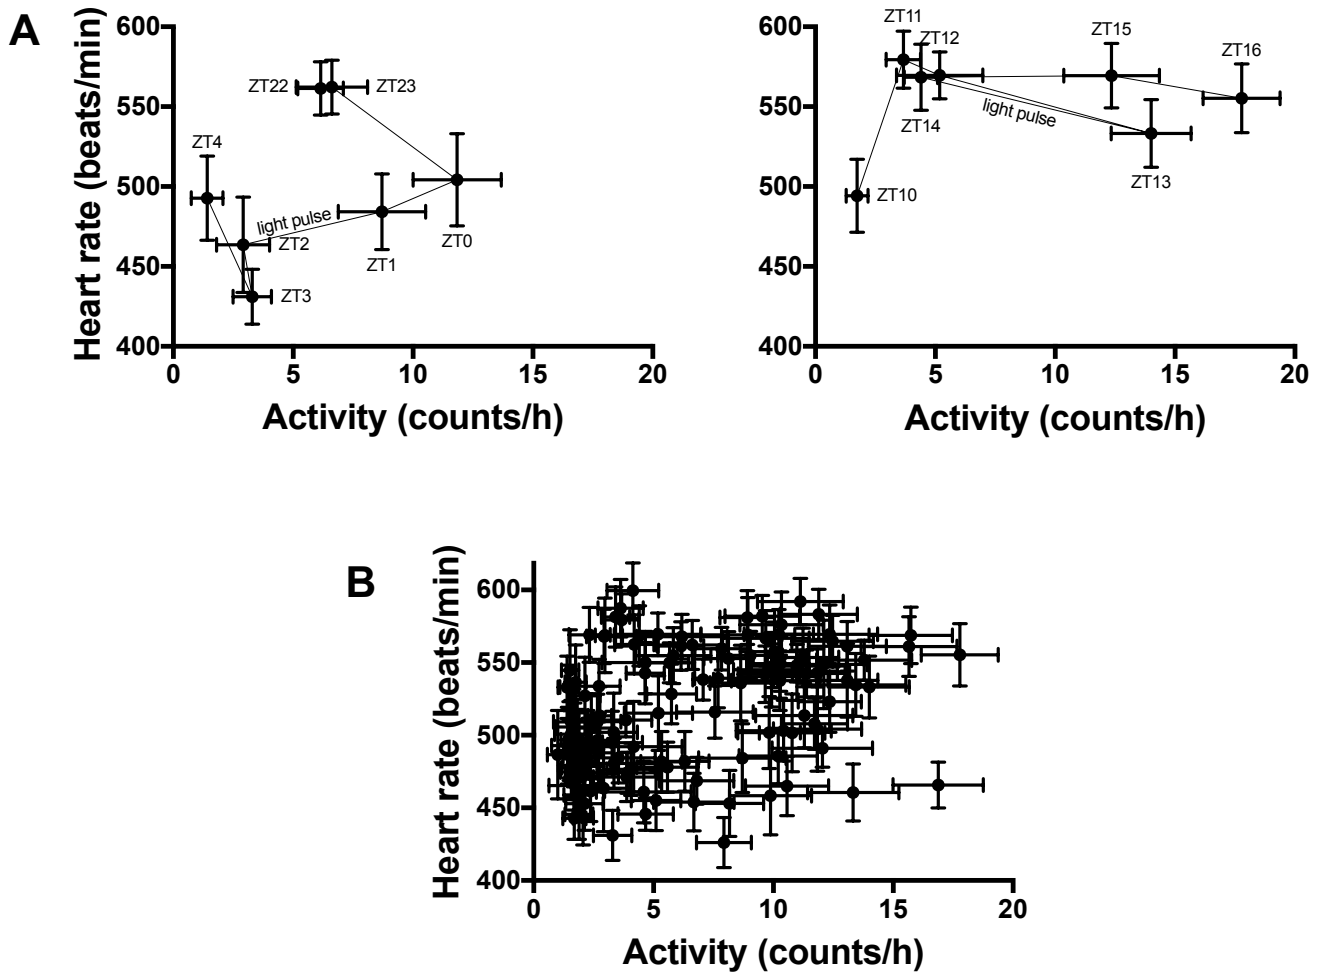 A
Heart rate (beats/min)
600
550
500
450
400
0
5
10
15
20
Activity (counts/h)
ZT22
ZT23
ZT4
light pulse
ZT2
ZT1
ZT0
ZT3
600
550
500
450
400
0
5
10
15
20
Activity (counts/h)
ZT11
ZT12
ZT15
ZT16
light pulse
ZT14
ZT13
ZT10
B
Heart rate (beats/min)
600
550
500
450
400
0
5
10
15
20
Activity (counts/h)